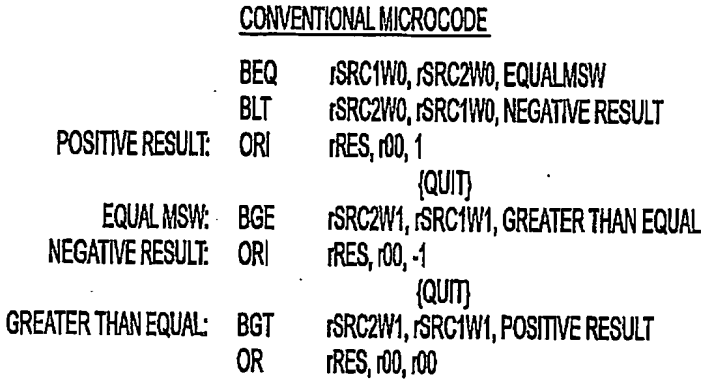 CONVENTIONAL MICROCODE
BEQ rSRC1W0, rSRC2W0, EQUALMSW
BLT rSRC2W0, rSRC1W0, NEGATIVE RESULT
POSITIVE RESULT: ORI rRES, r00, 1
{QUIT}
EQUAL MSW: BGE rSRC2W1, rSRC1W1, GREATER THAN EQUAL
NEGATIVE RESULT: ORI rRES, r00, -1
{QUIT}
GREATER THAN EQUAL: BGT rSRC2W1, rSRC1W1, POSITIVE RESULT
OR rRES, r00, r00